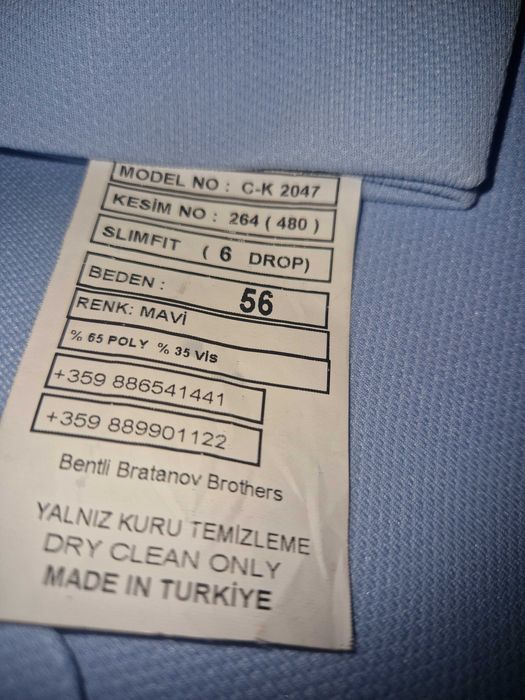 MODEL NO : C-K 2047
KESİM NO : 264 ( 480 )
SLIMFIT ( 6 DROP)
BEDEN : 56
RENK: MAVİ
% 65 POLY % 35 VİS
+359 886541441
+359 889901122
Bentli Bratanov Brothers
YALNIZ KURU TEMİZLEME
DRY CLEAN ONLY
MADE IN TURKİYE